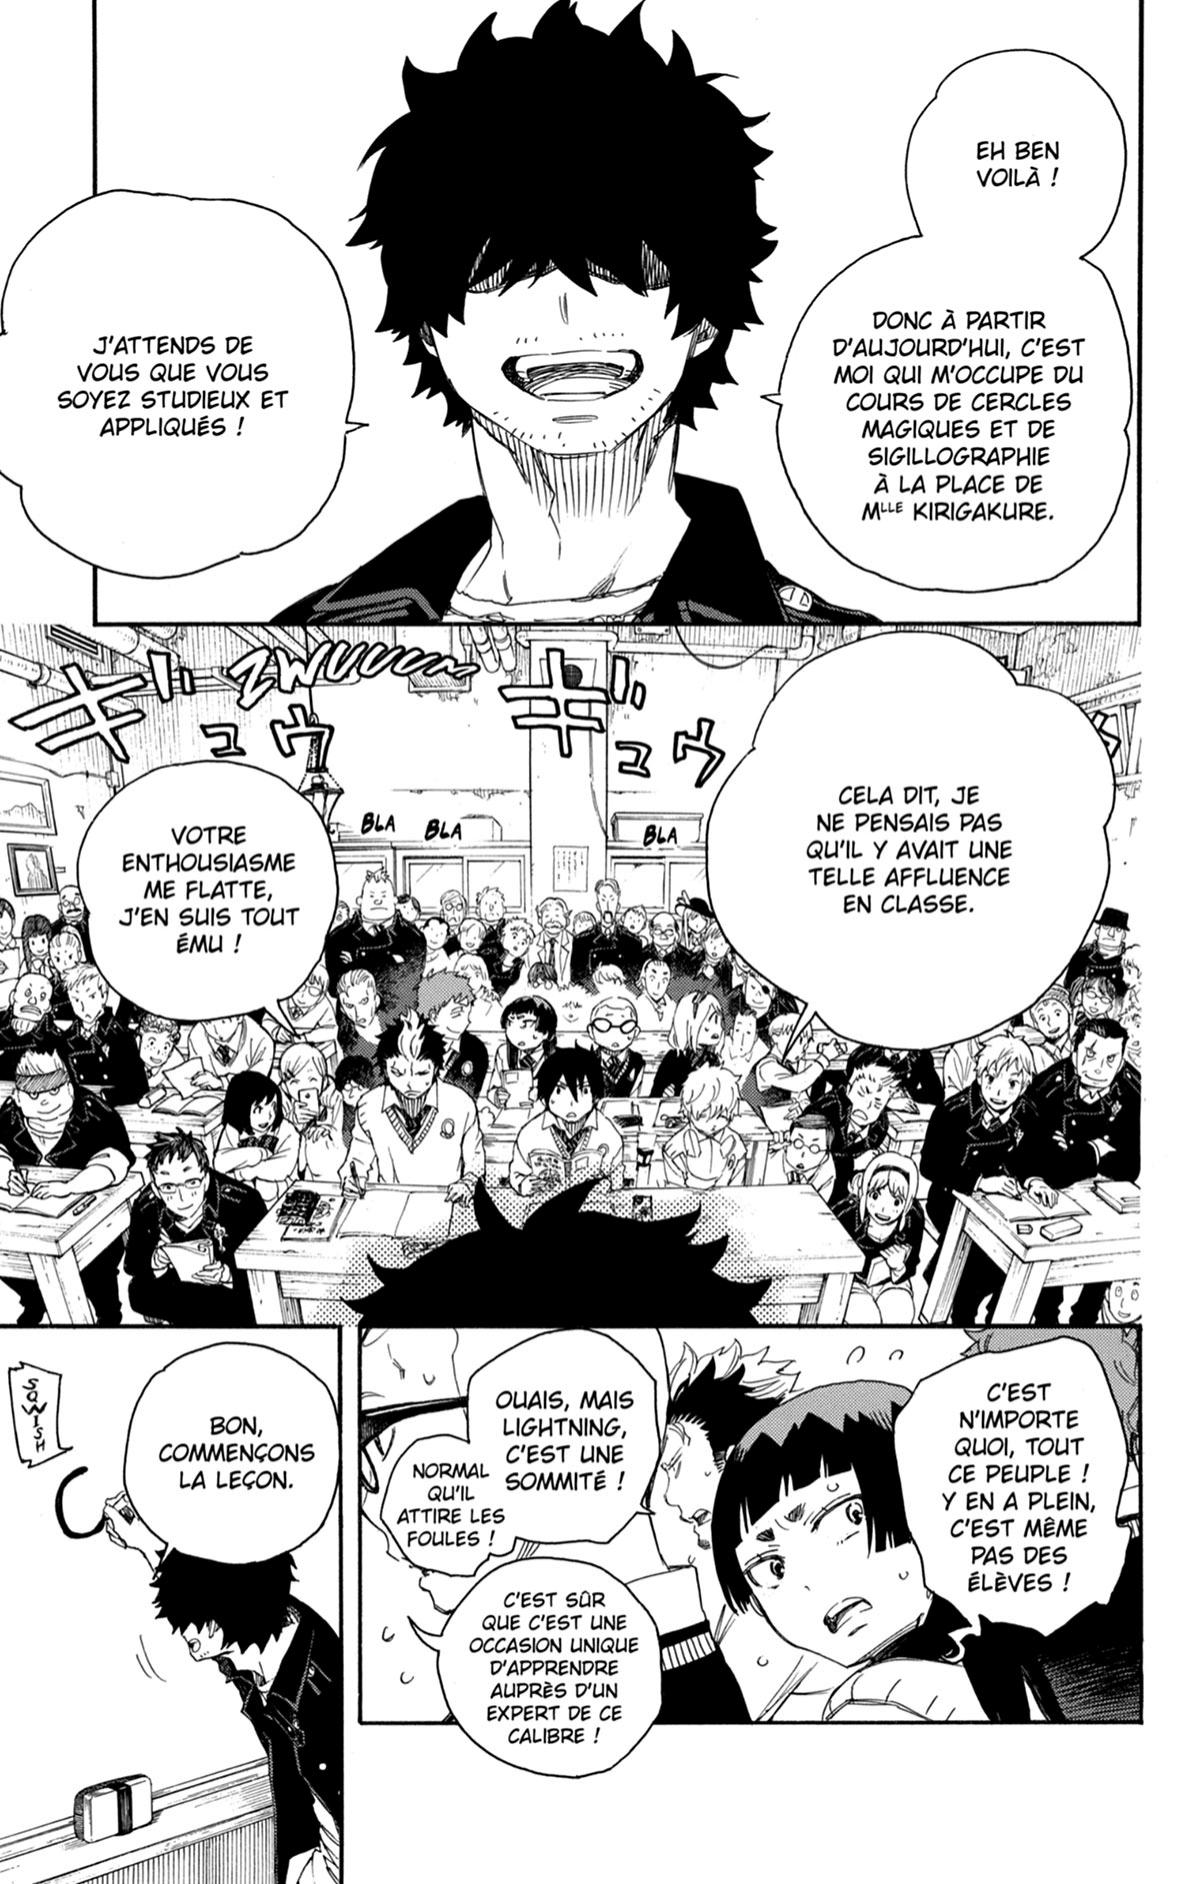 EH BEN
VOILÀ !
DONC À PARTIR
D'AUJOURD'HUI, C'EST
MOI QUI M'OCCUPE DU
COURS DE CERCLES
MAGIQUES ET DE
SIGILLOGRAPHIE
À LA PLACE DE
MLLE KIRIGAKURE.
J'ATTENDS DE
VOUS QUE VOUS
SOYEZ STUDIEUX ET
APPLIQUÉS !
ZWUUUM
ギュウ
ギュウ
CELA DIT, JE
NE PENSAIS PAS
QU'IL Y AVAIT UNE
TELLE AFFLUENCE
EN CLASSE.
BLA
BLA
BLA
VOTRE
ENTHOUSIASME
ME FLATTE,
J'EN SUIS TOUT
ÉMU !
C'EST
N'IMPORTE
QUOI, TOUT
CE PEUPLE !
Y EN A PLEIN,
C'EST MÊME
PAS DES
ÉLÈVES !
OUAIS, MAIS
LIGHTNING,
C'EST UNE
SOMMITÉ !
NORMAL
QU'IL
ATTIRE LES
FOULES !
C'EST SÛR
QUE C'EST UNE
OCCASION UNIQUE
D'APPRENDRE
AUPRÈS D'UN
EXPERT DE CE
CALIBRE !
BON,
COMMENÇONS
LA LEÇON.
SQWISH